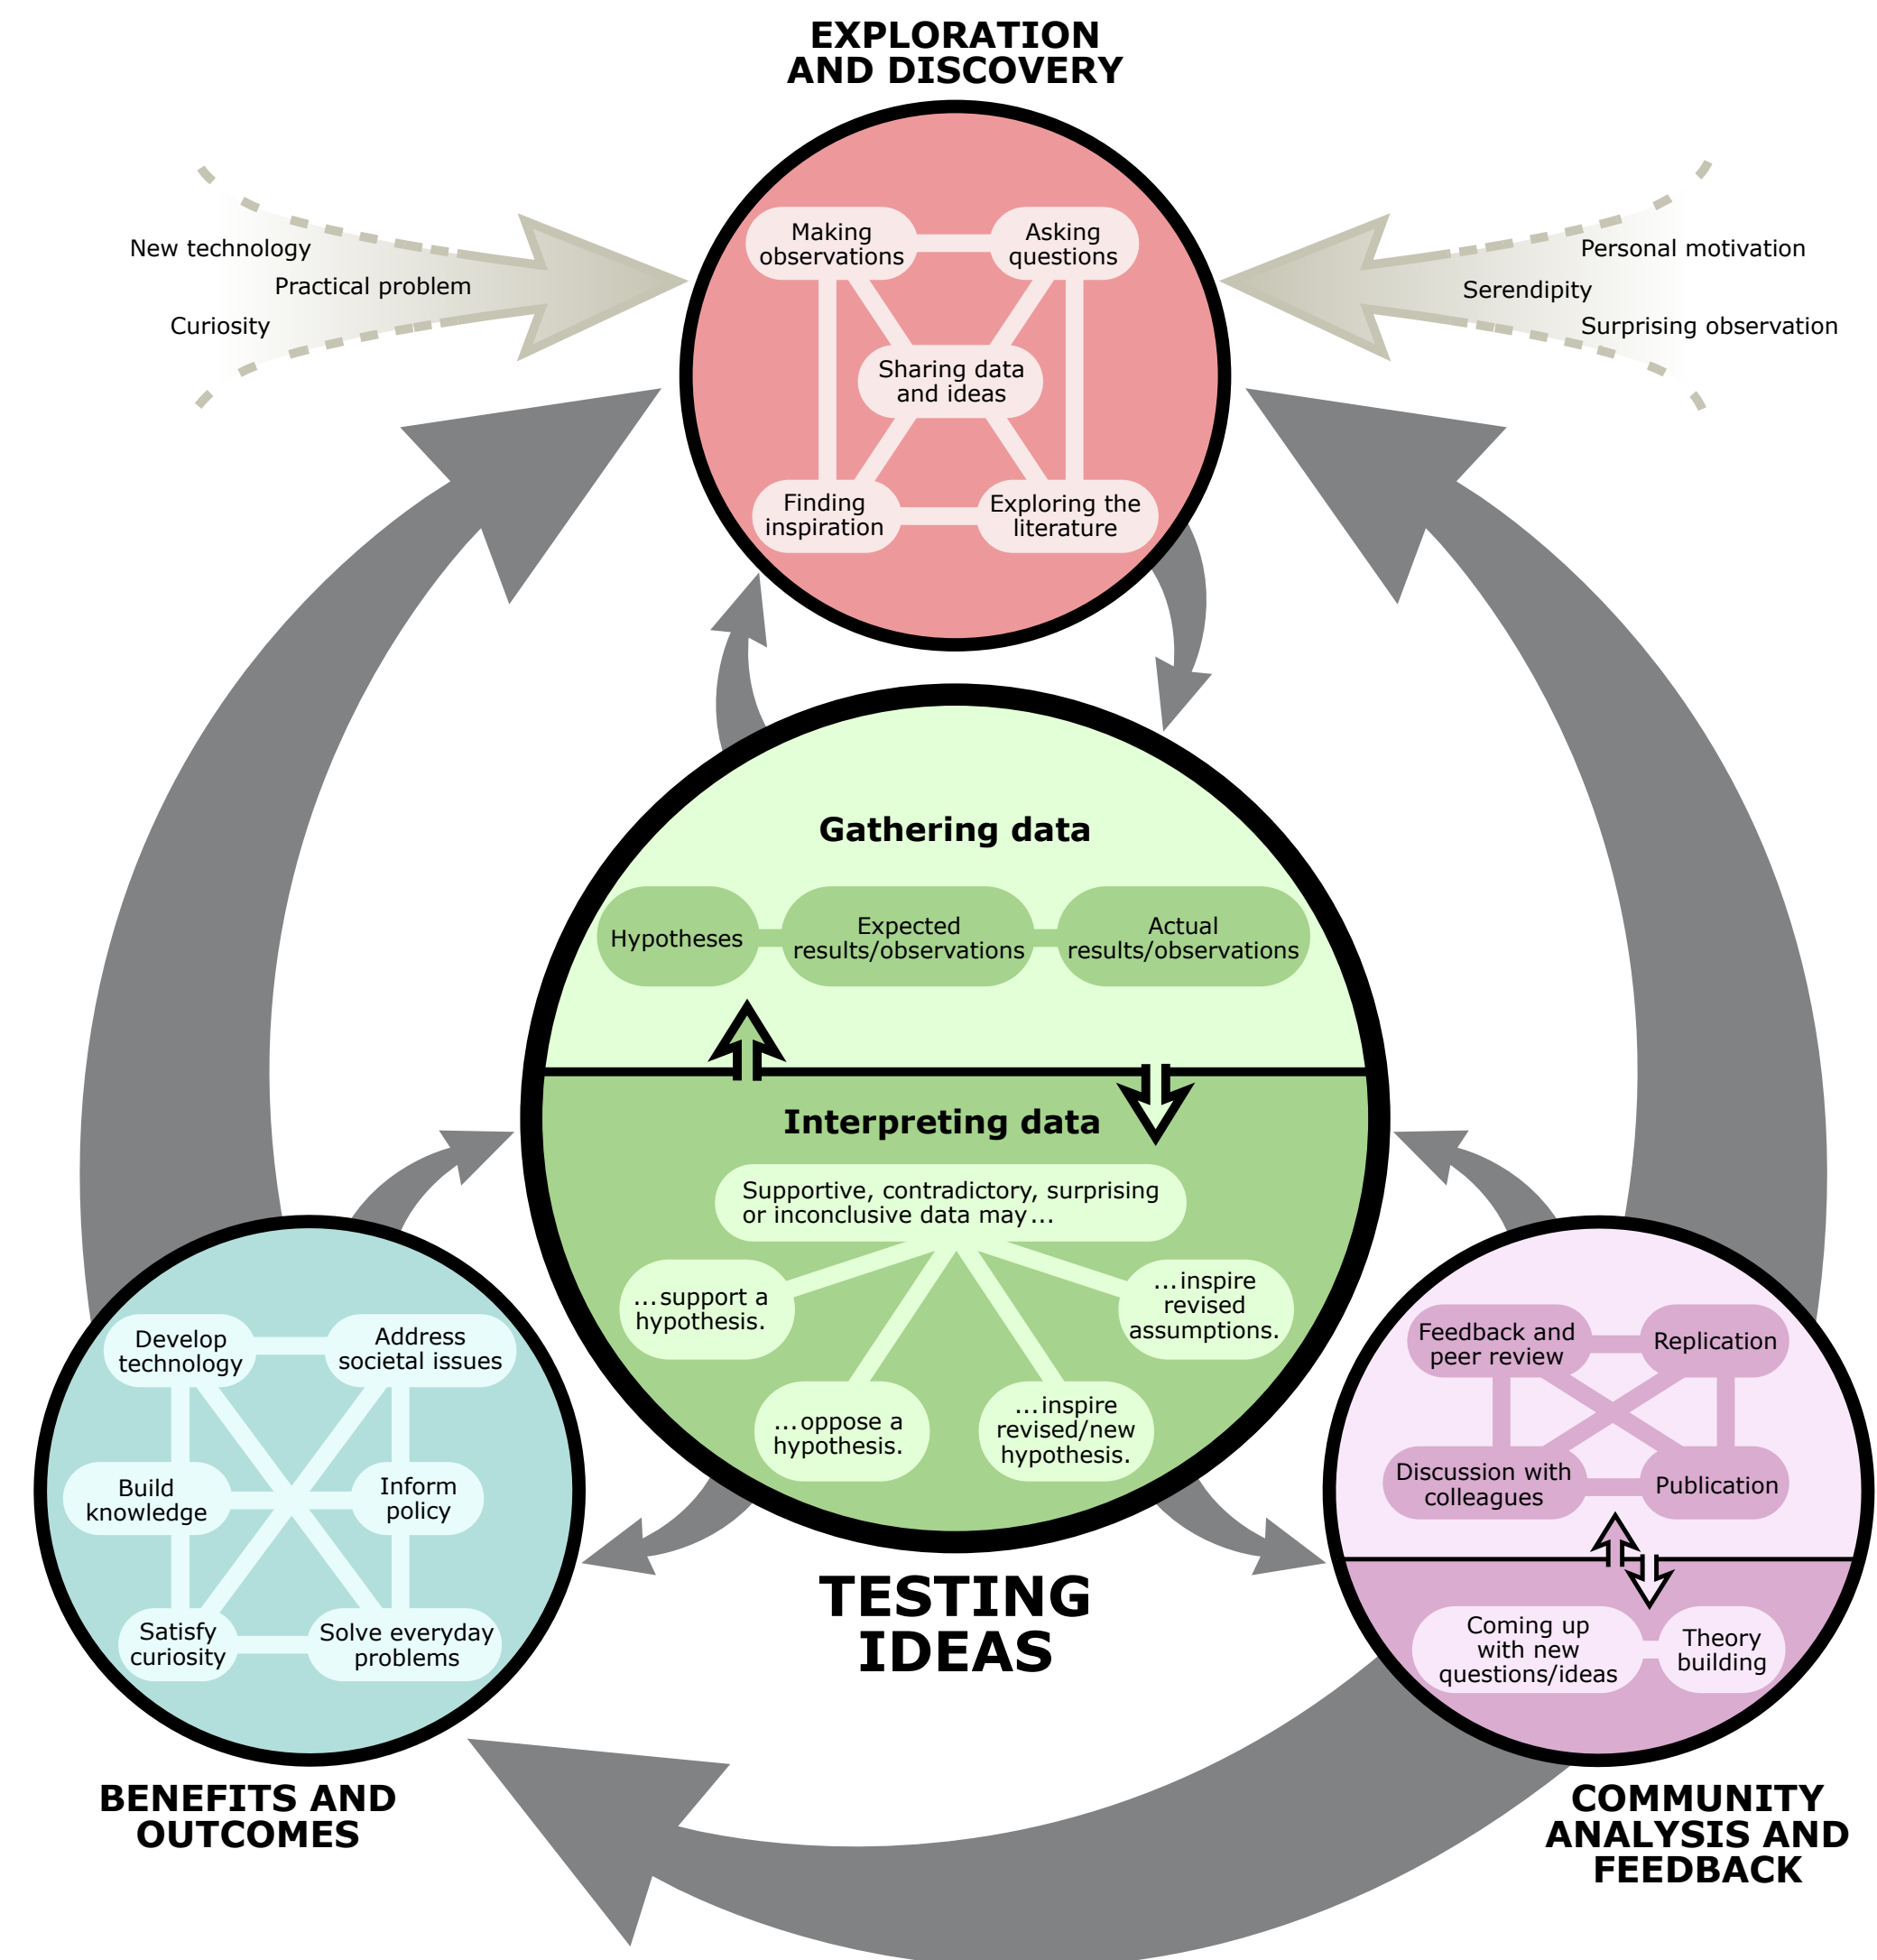 EXPLORATION
AND DISCOVERY
New technology
Practical problem
Curiosity
Personal motivation
Serendipity
Surprising observation
Making
observations
Asking
questions
Sharing data
and ideas
Finding
inspiration
Exploring the
literature
Gathering data
Hypotheses
Expected
results/observations
Actual
results/observations
Interpreting data
Supportive, contradictory, surprising
or inconclusive data may...
...support a
hypothesis.
...oppose a
hypothesis.
...inspire
revised/new
hypothesis.
...inspire
revised
assumptions.
TESTING
IDEAS
Develop
technology
Address
societal issues
Build
knowledge
Inform
policy
Satisfy
curiosity
Solve everyday
problems
BENEFITS AND
OUTCOMES
Feedback and
peer review
Replication
Discussion with
colleagues
Publication
Coming up
with new
questions/ideas
Theory
building
COMMUNITY
ANALYSIS AND
FEEDBACK